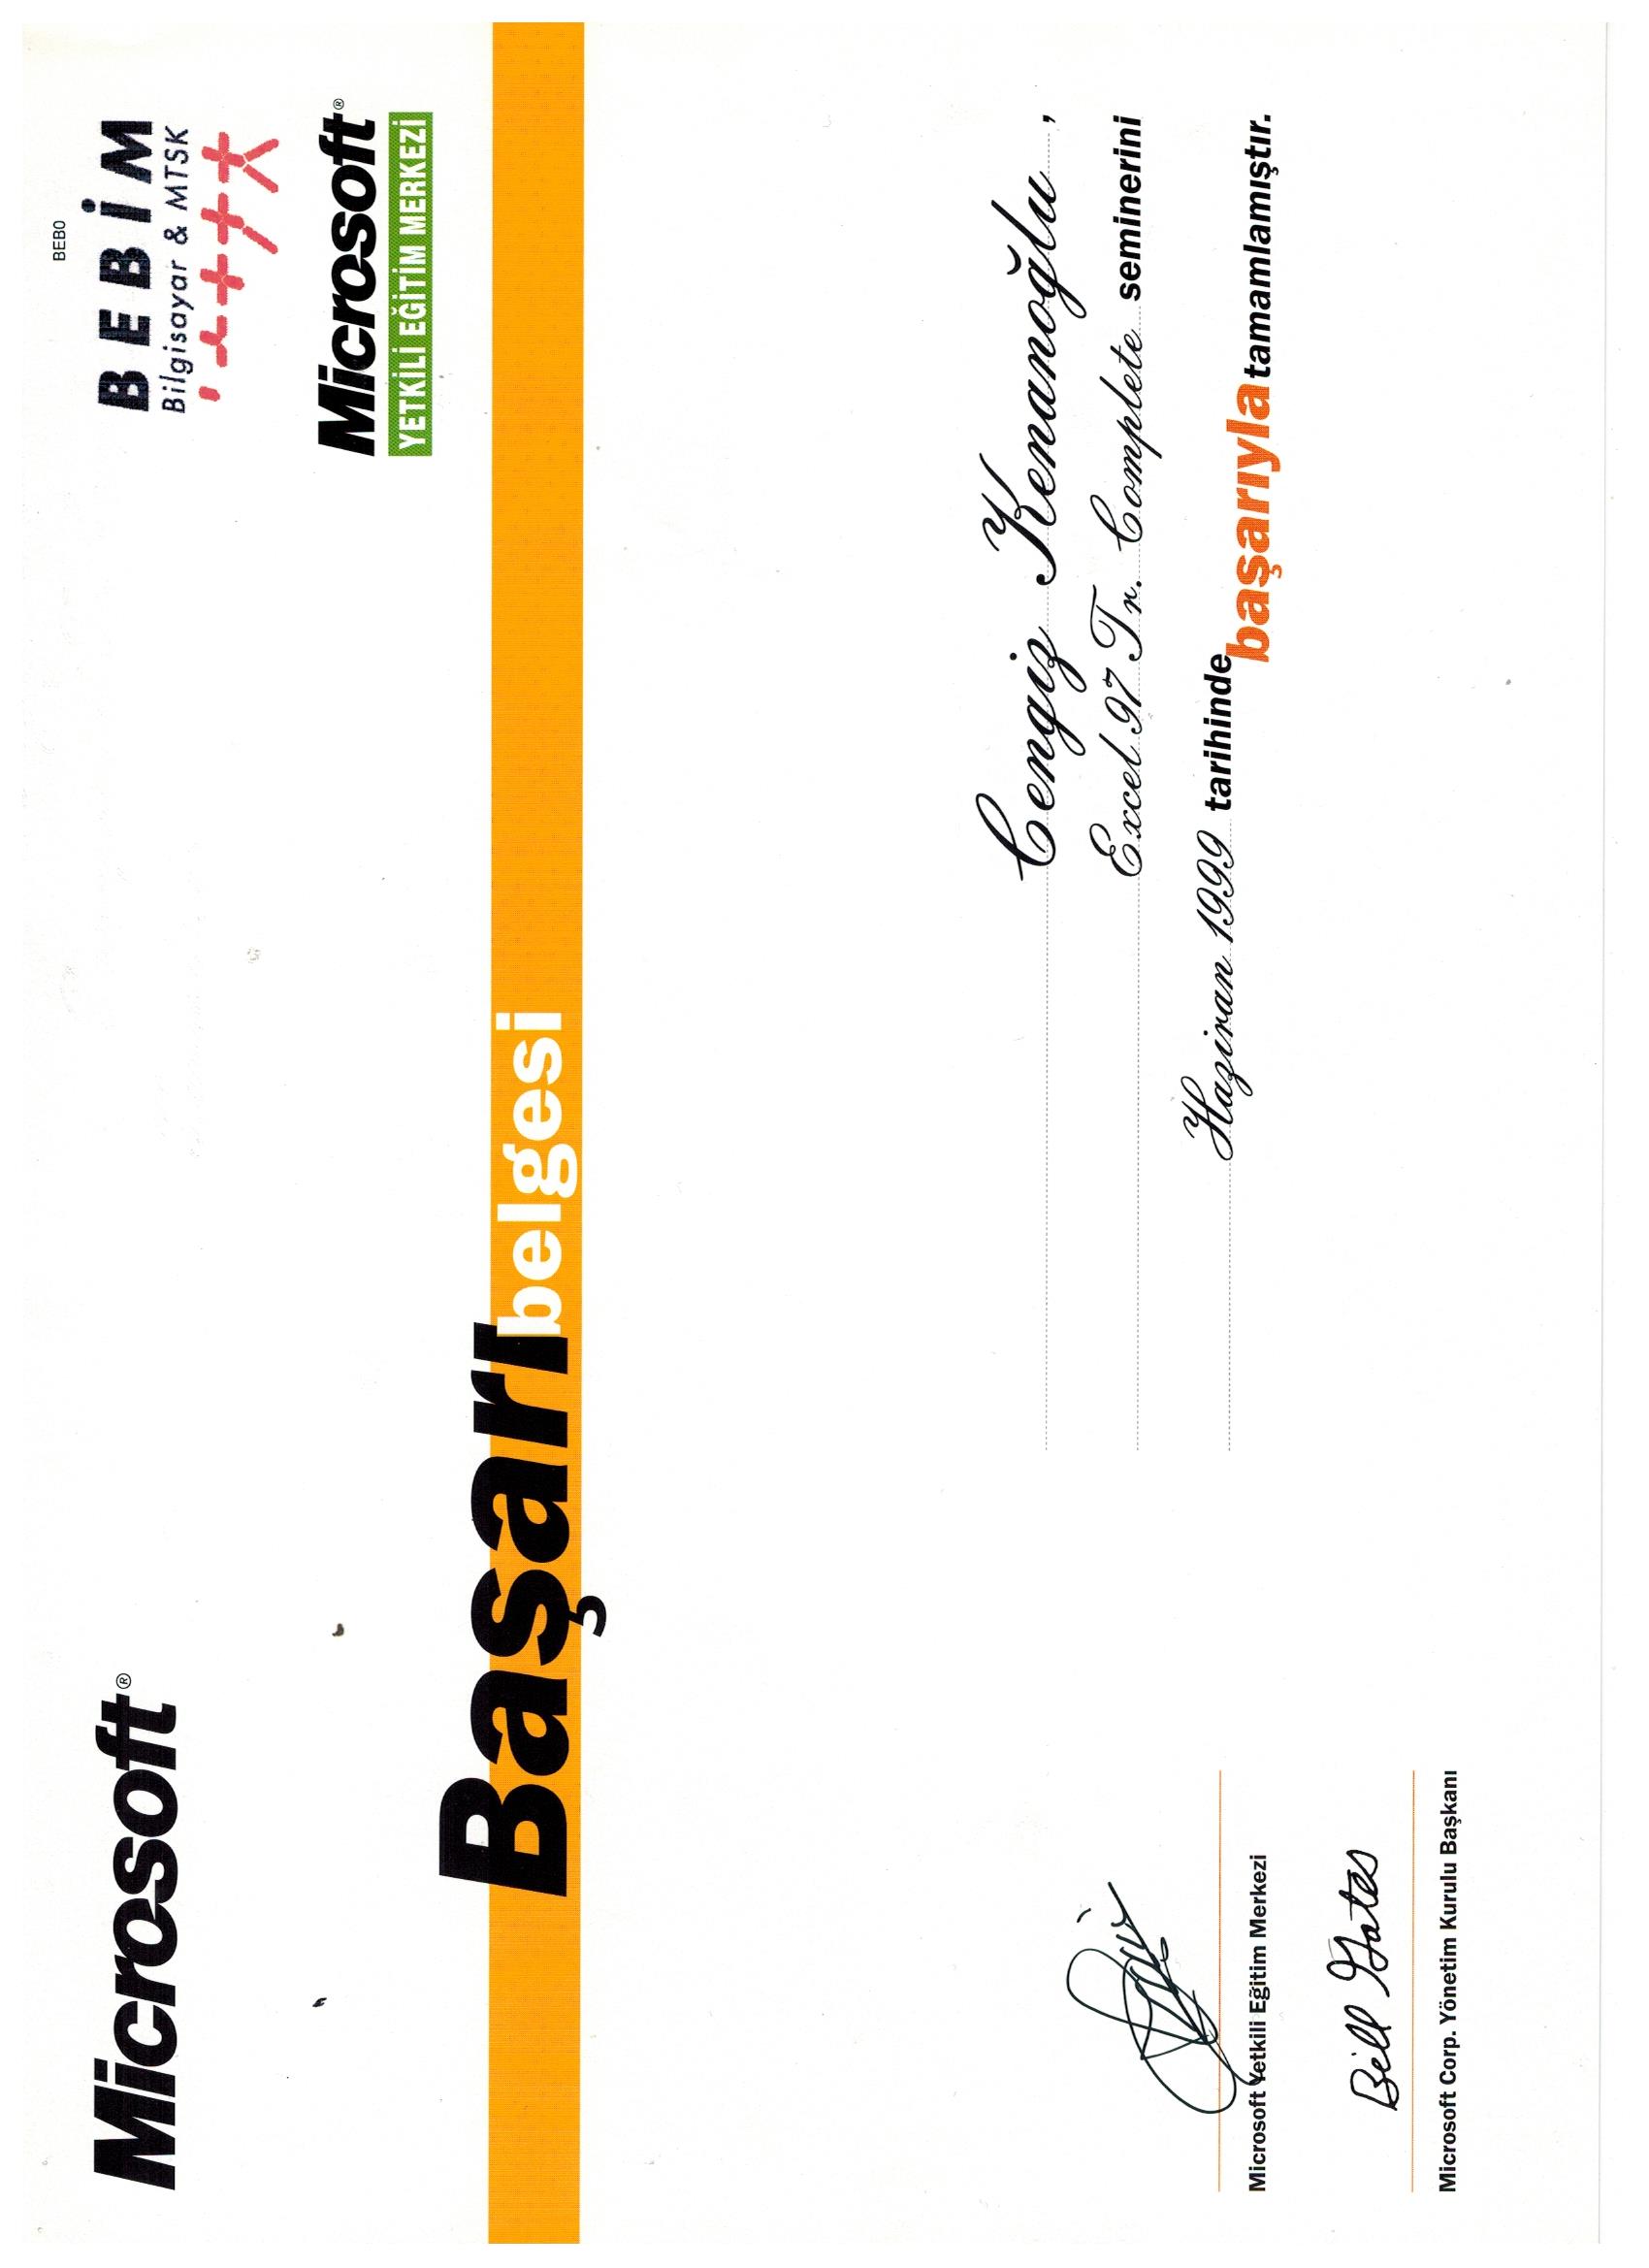 BEB0
Microsoft®
BEBİM
Bilgisayar & MTSK
Microsoft®
YETKİLİ EĞİTİM MERKEZİ
Başarı belgesi
Cengiz Kenanoğlu ,
Excel 97 Tr. Complete seminerini
Haziran 1999 tarihinde
başarıyla tamamlamıştır.
Microsoft Yetkili Eğitim Merkezi
Bill Gates
Microsoft Corp. Yönetim Kurulu Başkanı